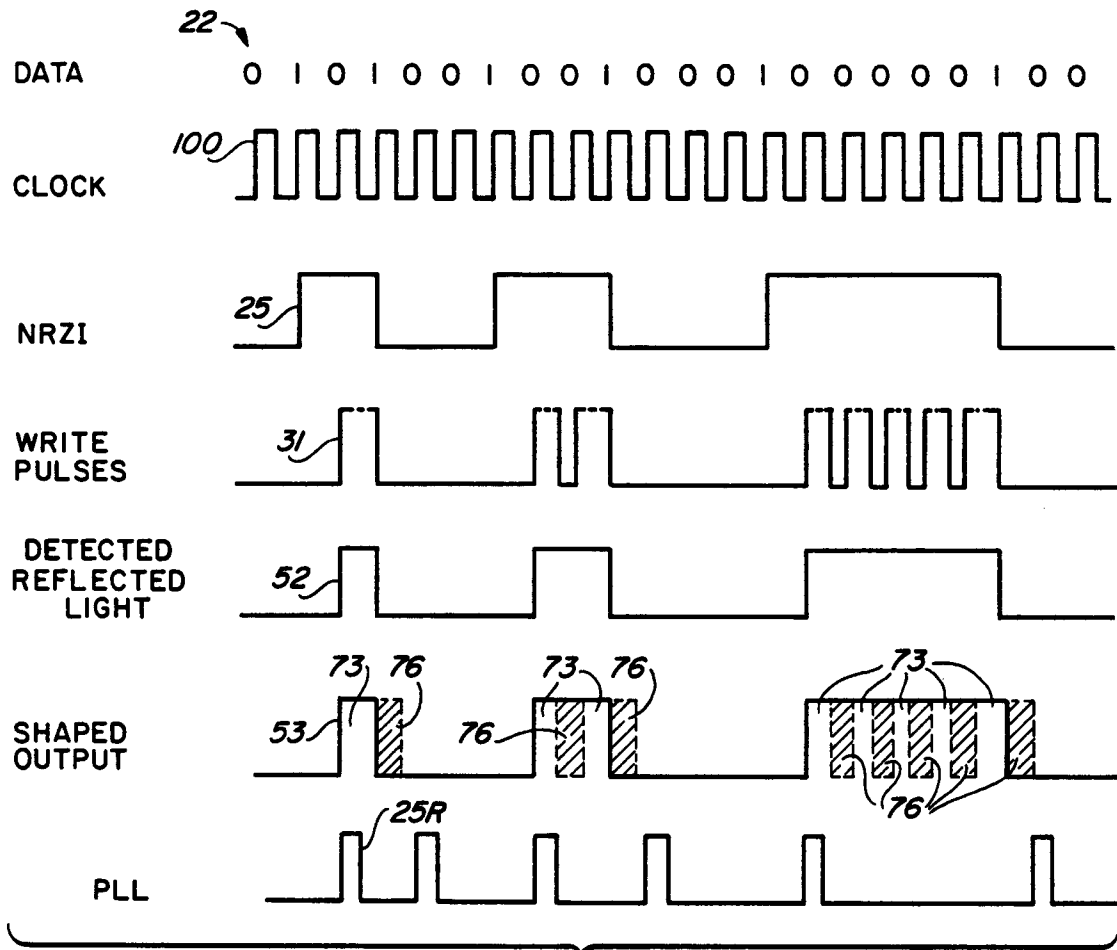 22
DATA 0 1 0 1 0 0 1 0 0 1 0 0 0 1 0 0 0 0 0 1 0 0
100
CLOCK
25
NRZI
31
WRITE
PULSES
DETECTED
REFLECTED
LIGHT
52
73 76 73 76 73
53
SHAPED
OUTPUT
76
76
25R
PLL